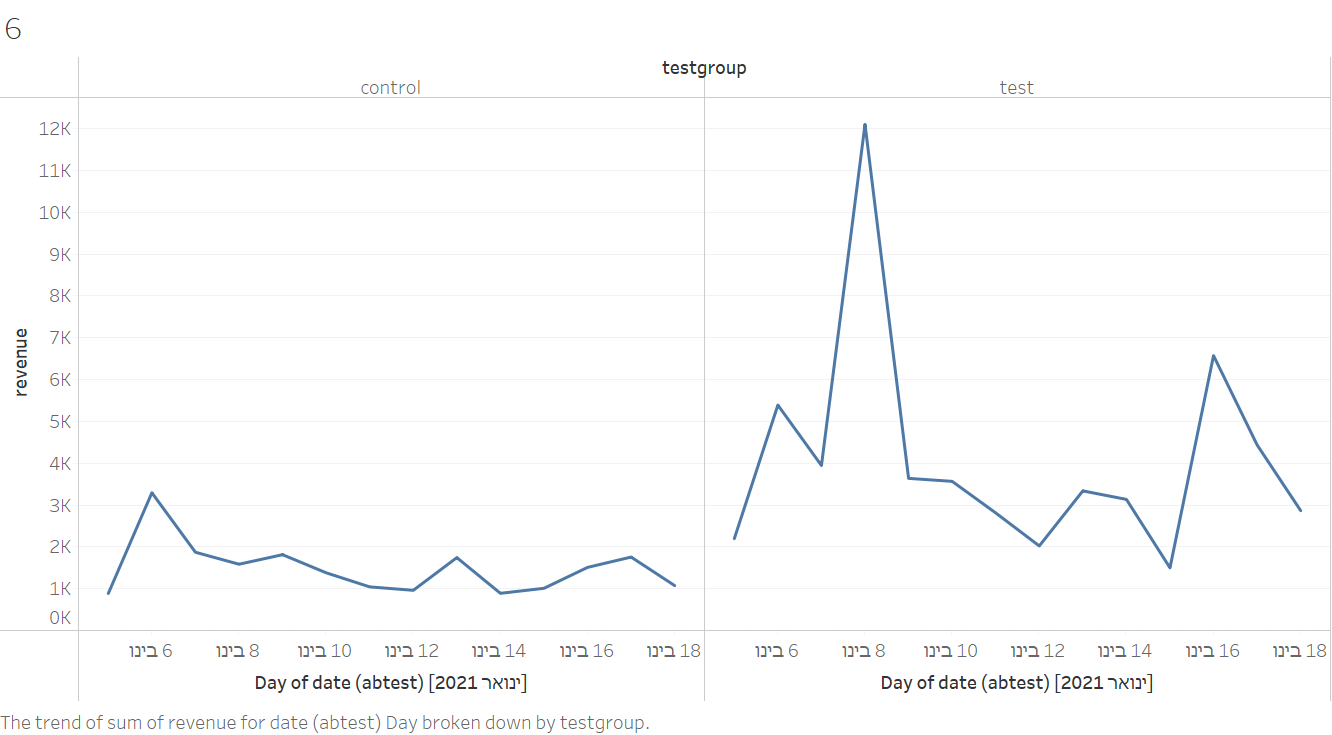 6
testgroup
control
test
12K
11K
10K
9K
8K
7K
6K
5K
4K
3K
2K
1K
0K
revenue
6 בינו
8 בינו
10 בינו
12 בינו
14 בינו
16 בינו
18 בינו
6 בינו
8 בינו
10 בינו
12 בינו
14 בינו
16 בינו
18 בינו
Day of date (abtest) [ינואר 2021]
Day of date (abtest) [ינואר 2021]
The trend of sum of revenue for date (abtest) Day broken down by testgroup.